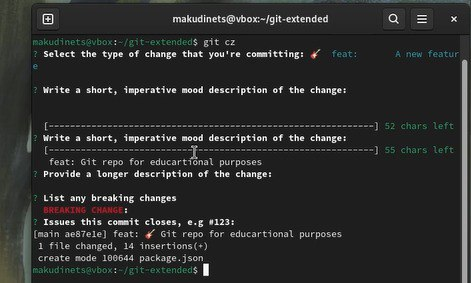 makudinets@vbox:~/git-extended
makudinets@vbox:~/git-extended$ git cz
? Select the type of change that you're committing: 🎸  feat:      A new featur
e
? Write a short, imperative mood description of the change:
[-------------------------------------------------------------] 52 chars left
? Write a short, imperative mood description of the change:
[-------------------------------------------------------------] 55 chars left
feat: Git repo for educartional purposes
? Provide a longer description of the change:
? List any breaking changes
BREAKING CHANGE:
? Issues this commit closes, e.g #123:
[main ae87e1e] feat: 🎸 Git repo for educartional purposes
1 file changed, 14 insertions(+)
create mode 100644 package.json
makudinets@vbox:~/git-extended$